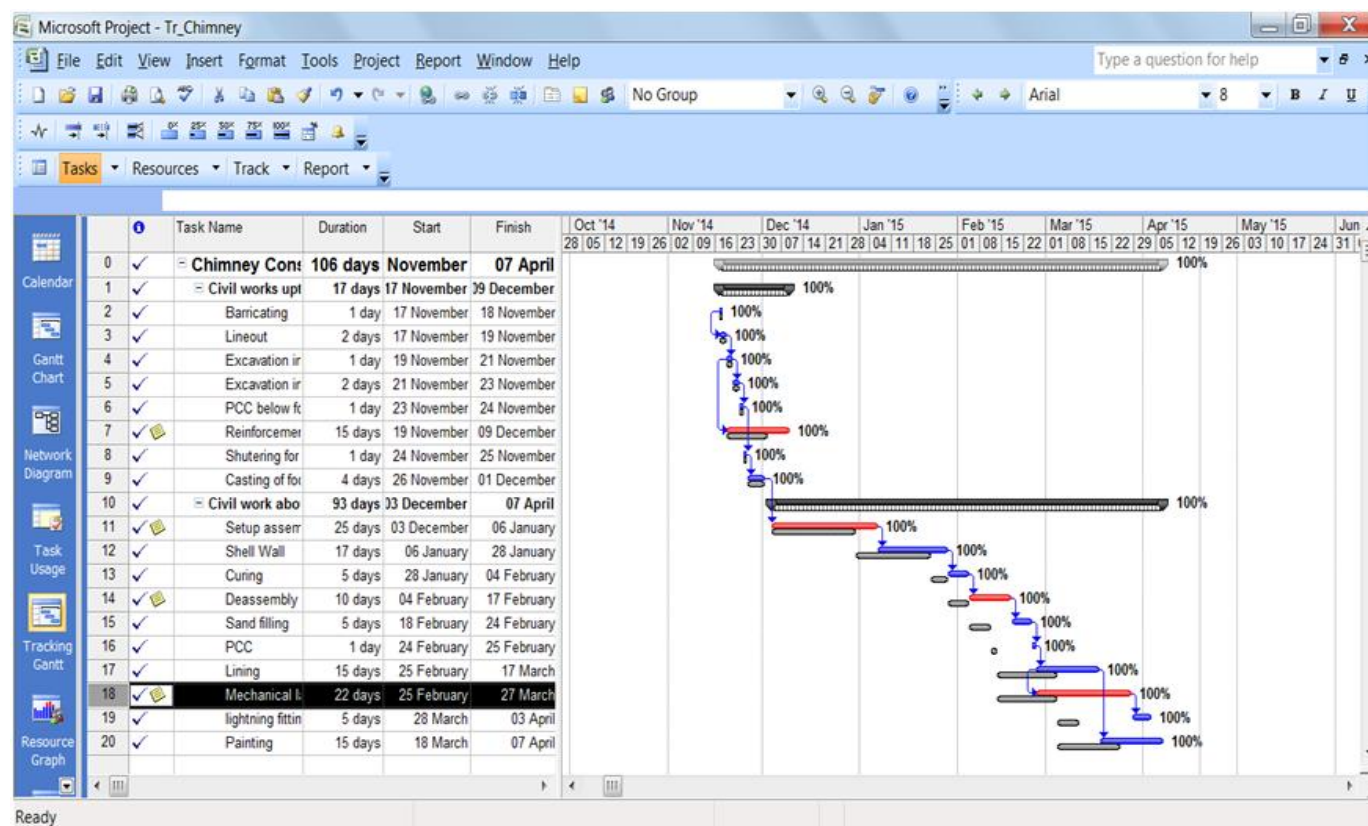 Microsoft Project - Tr_Chimney
File Edit View Insert Format Tools Project Report Window Help
Type a question for help
No Group
Arial
8
B I U
0% 25% 50% 75% 100%
Tasks Resources Track Report
Task Name Duration Start Finish
Oct '14 Nov '14 Dec '14 Jan '15 Feb '15 Mar '15 Apr '15 May '15 Jun
28 05 12 19 26 02 09 16 23 30 07 14 21 28 04 11 18 25 01 08 15 22 01 08 15 22 29 05 12 19 26 03 10 17 24 31
0 Chimney Cons 106 days November 07 April 100%
1 Civil works upt 17 days 17 November 09 December 100%
2 Barricating 1 day 17 November 18 November 100%
3 Lineout 2 days 17 November 19 November 100%
4 Excavation ir 1 day 19 November 21 November 100%
5 Excavation ir 2 days 21 November 23 November 100%
6 PCC below fo 1 day 23 November 24 November 100%
7 Reinforcemer 15 days 19 November 09 December 100%
8 Shutering for 1 day 24 November 25 November 100%
9 Casting of fou 4 days 26 November 01 December 100%
10 Civil work abo 93 days 03 December 07 April 100%
11 Setup assem 25 days 03 December 06 January 100%
12 Shell Wall 17 days 06 January 28 January 100%
13 Curing 5 days 28 January 04 February 100%
14 Deassembly 10 days 04 February 17 February 100%
15 Sand filling 5 days 18 February 24 February 100%
16 PCC 1 day 24 February 25 February 100%
17 Lining 15 days 25 February 17 March 100%
18 Mechanical 22 days 25 February 27 March 100%
19 lightning fittin 5 days 28 March 03 April 100%
20 Painting 15 days 18 March 07 April 100%
Calendar
Gantt
Chart
Network
Diagram
Task
Usage
Tracking
Gantt
Resource
Graph
Ready